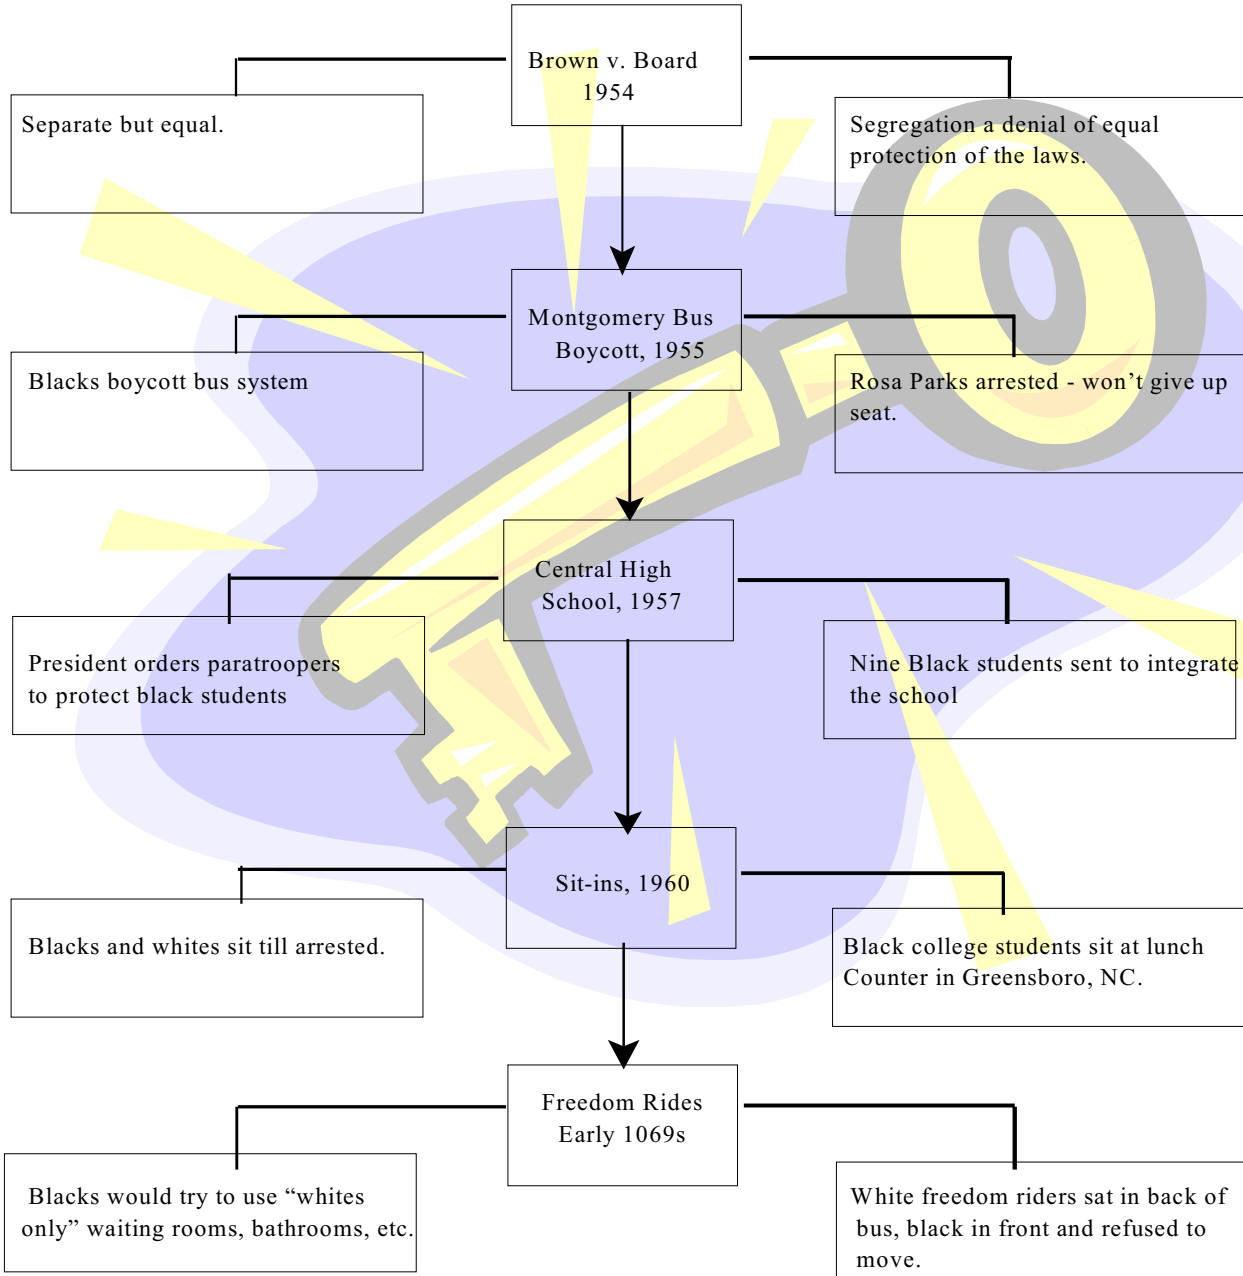 Brown v. Board
1954
Separate but equal.
Segregation a denial of equal
protection of the laws.
Montgomery Bus
Boycott, 1955
Blacks boycott bus system
Rosa Parks arrested - won’t give up
seat.
Central High
School, 1957
President orders paratroopers
to protect black students
Nine Black students sent to integrate
the school
Sit-ins, 1960
Blacks and whites sit till arrested.
Black college students sit at lunch
Counter in Greensboro, NC.
Freedom Rides
Early 1069s
Blacks would try to use “whites
only” waiting rooms, bathrooms, etc.
White freedom riders sat in back of
bus, black in front and refused to
move.